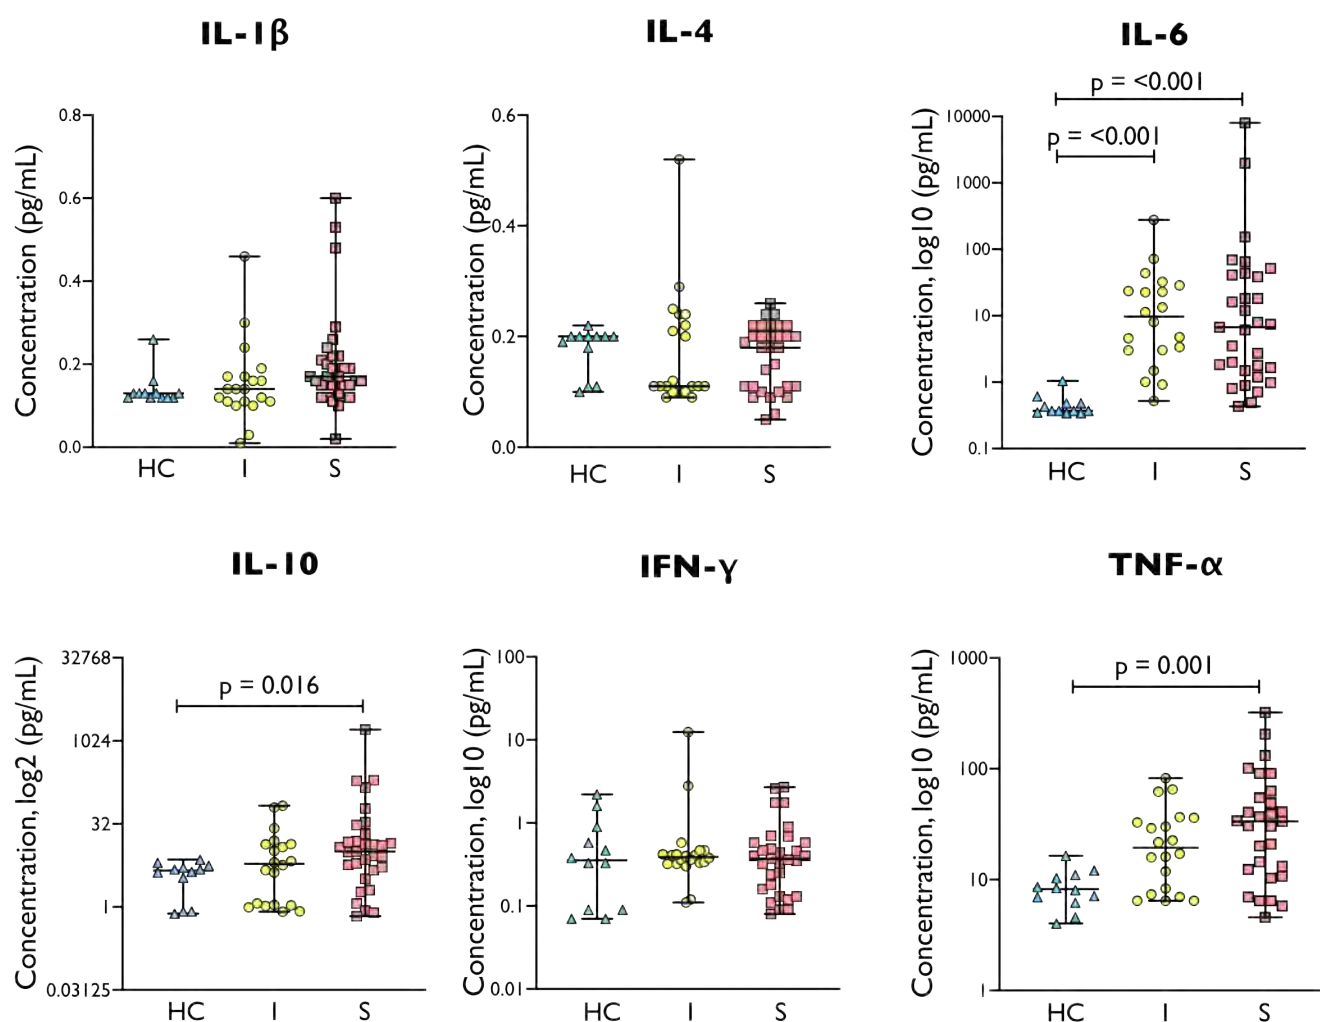 IL-1β
Concentration (pg/mL)
0.8
0.6
0.4
0.2
0.0
HC I S
IL-4
Concentration (pg/mL)
0.6
0.4
0.2
0.0
HC I S
IL-6
Concentration, log10 (pg/mL)
p = <0.001
p = <0.001
10000
1000
100
10
1
0.1
HC I S
IL-10
Concentration, log2 (pg/mL)
p = 0.016
32768
1024
32
1
0.03125
HC I S
IFN-γ
Concentration, log10 (pg/mL)
100
10
1
0.1
0.01
HC I S
TNF-α
Concentration, log10 (pg/mL)
p = 0.001
1000
100
10
1
HC I S